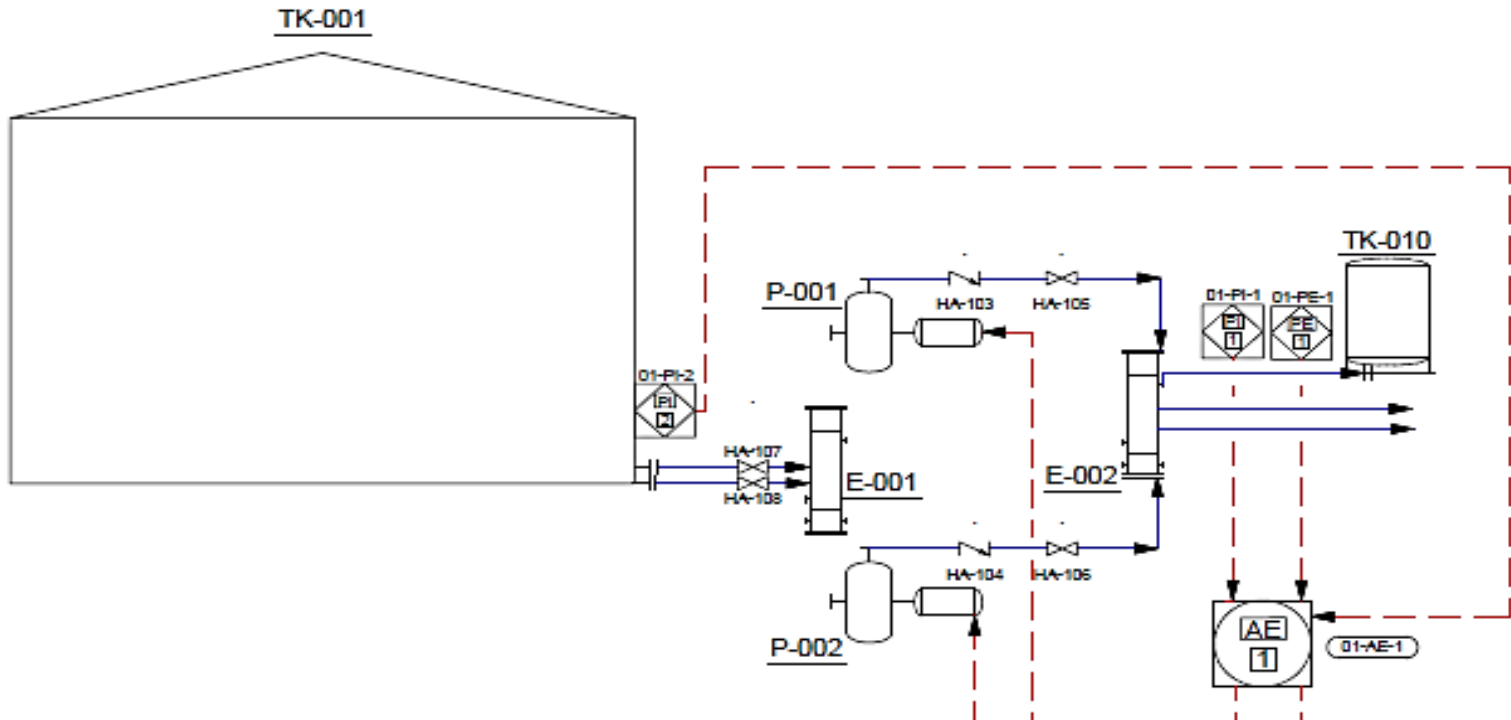 TK-001
TK-010
P-001
HA-103
HA-105
01-PI-1
01-PE-1
PI
1
PE
1
01-PI-2
PI
2
HA-107
HA-108
E-001
E-002
HA-104
HA-106
P-002
AE
1
01-AE-1